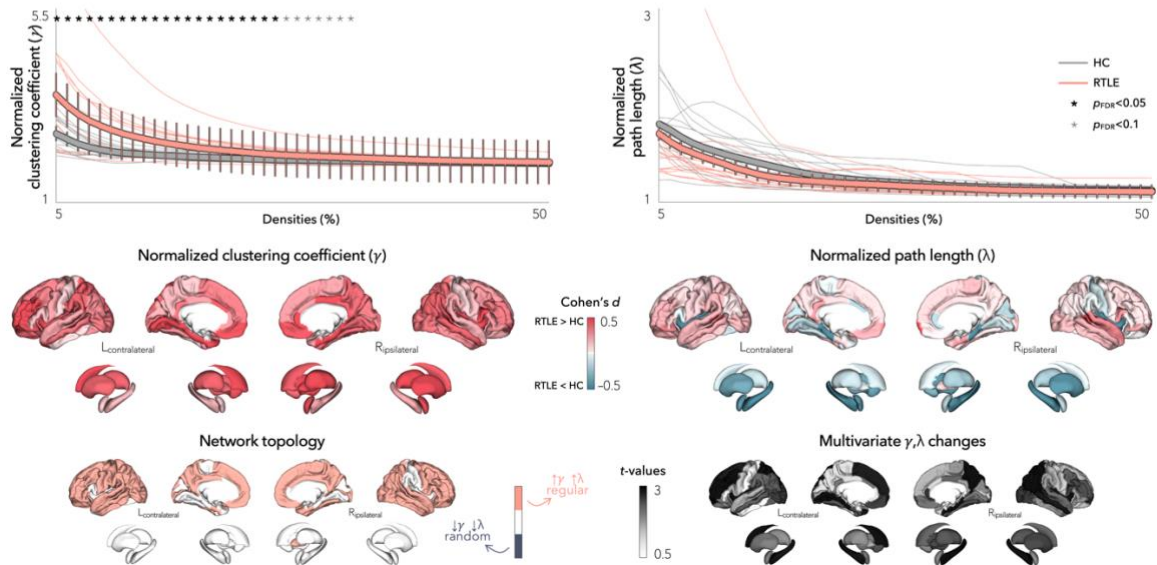 5.5
Normalized
clustering coefficient (γ)
1
5
Densities (%)
50
3
Normalized
path length (λ)
1
5
Densities (%)
50
HC
RTLE
★ pFDR<0.05
★ pFDR<0.1
Normalized clustering coefficient (γ)
Lcontralateral
Ripsilateral
Cohen's d
RTLE > HC 0.5
RTLE < HC −0.5
Normalized path length (λ)
Lcontralateral
Ripsilateral
Network topology
Lcontralateral
Ripsilateral
↑γ ↑λ
regular
↓γ ↓λ
random
Multivariate γ,λ changes
t-values
3
0.5
Lcontralateral
Ripsilateral